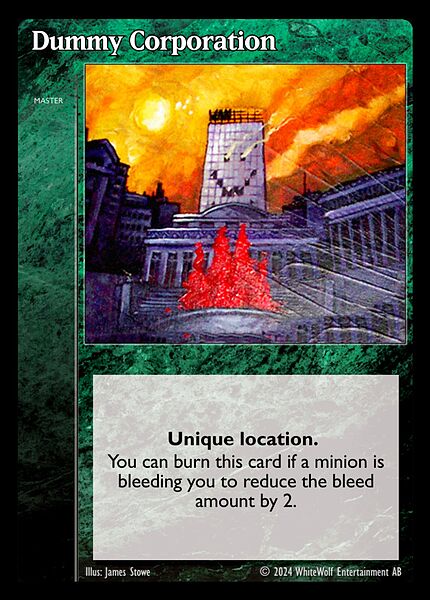 Dummy Corporation
MASTER
Unique location.
You can burn this card if a minion is
bleeding you to reduce the bleed
amount by 2.
Illus: James Stowe © 2024 WhiteWolf Entertainment AB